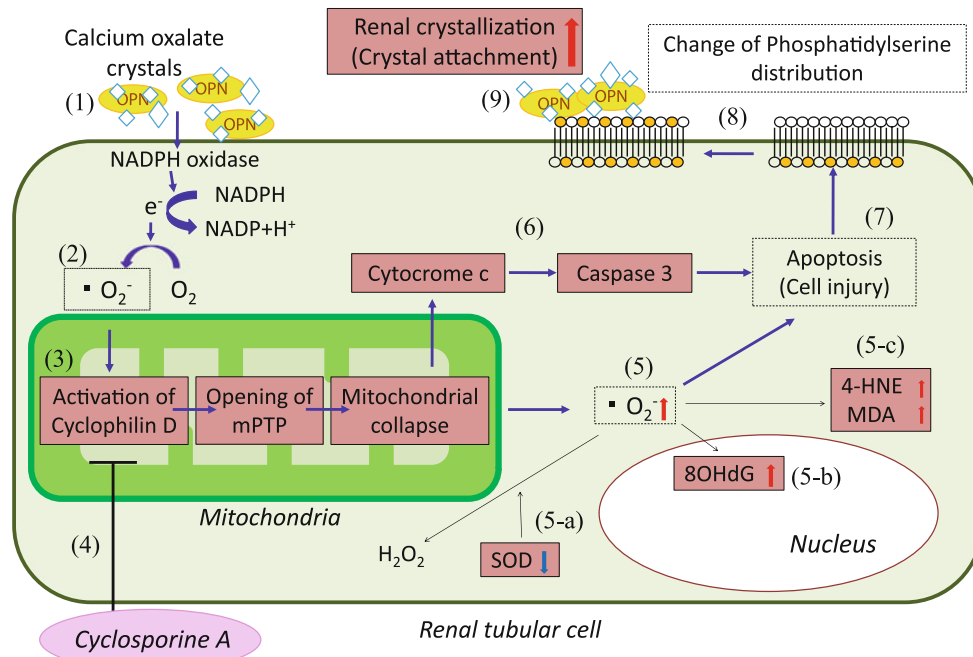 Calcium oxalate
crystals
(1)
OPN
OPN
OPN
Renal crystallization
(Crystal attachment)
Change of Phosphatidylserine
distribution
(9)
OPN
OPN
(8)
NADPH oxidase
e-
NADPH
NADP+H+
(2)
▪ O2-
O2
(6)
Cytocrome c
Caspase 3
(7)
Apoptosis
(Cell injury)
(3)
Activation of
Cyclophilin D
Opening of
mPTP
Mitochondrial
collapse
(5)
▪ O2-
(5-c)
4-HNE
MDA
8OHdG
(5-b)
Mitochondria
(4)
H2O2
(5-a)
SOD
Nucleus
Cyclosporine A
Renal tubular cell